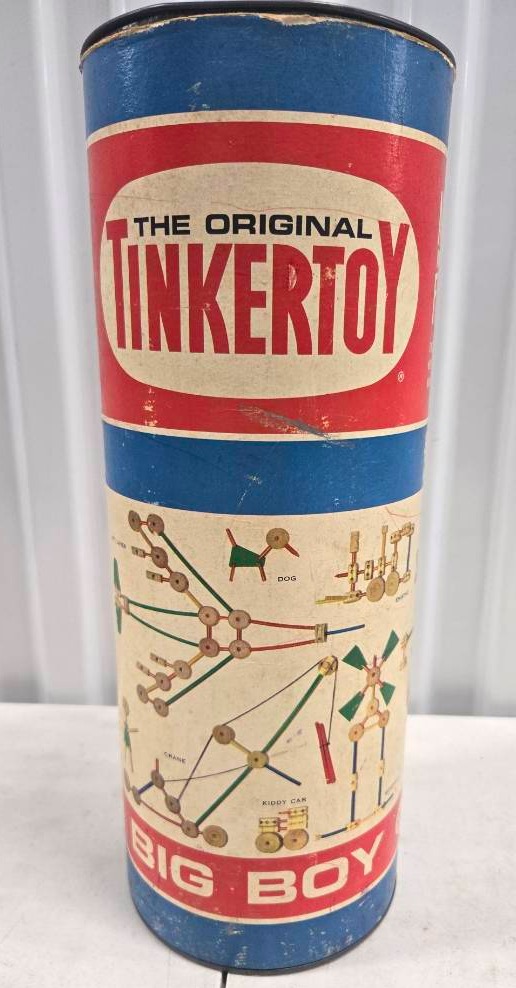 THE ORIGINAL
TINKERTOY
®
DOG
CRANE
KIDDY CAR
BIG BOY